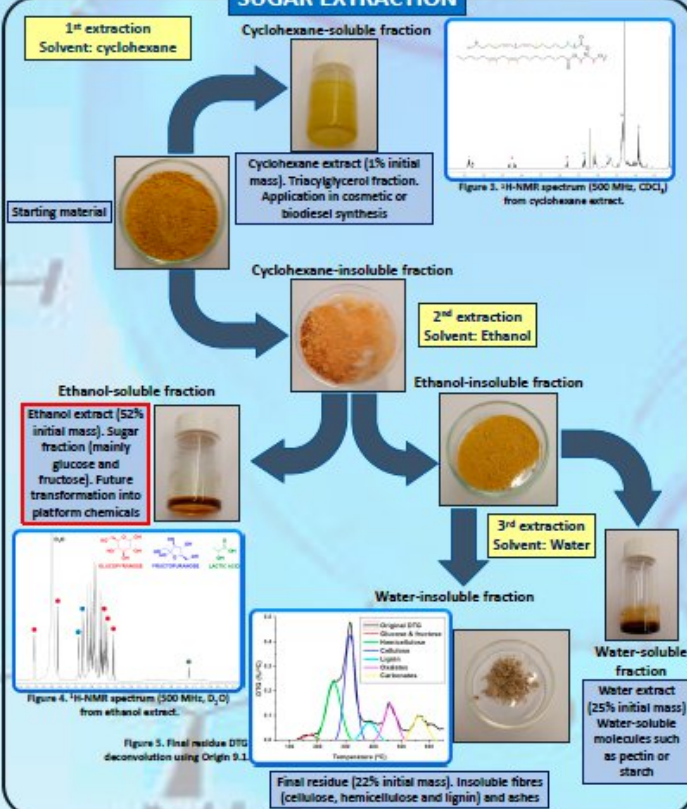 SUGAR EXTRACTION
1st extraction
Solvent: cyclohexane
Cyclohexane-soluble fraction
Cyclohexane extract (1% initial
mass). Triacylglycerol fraction.
Application in cosmetic or
biodiesel synthesis
Figure 3. 1H-NMR spectrum (500 MHz, CDCl3)
from cyclohexane extract.
Starting material
Cyclohexane-insoluble fraction
2nd extraction
Solvent: Ethanol
Ethanol-soluble fraction
Ethanol extract (52%
initial mass). Sugar
fraction (mainly
glucose and
fructose). Future
transformation into
platform chemicals
Ethanol-insoluble fraction
3rd extraction
Solvent: Water
D2O
GLUCOPYRANOSE
FRUCTOFURANOSE
LACTIC ACID
Figure 4. 1H-NMR spectrum (500 MHz, D2O)
from ethanol extract.
Water-insoluble fraction
Original DTG
Glucose & fructose
Hemicellulose
Cellulose
Lignin
Oxalates
Carbonates
Temperature (ºC)
Figure 5. Final residue DTG
deconvolution using Origin 9.1.
Final residue (22% initial mass). Insoluble fibres
(cellulose, hemicellulose and lignin) and ashes
Water-soluble
fraction
Water extract
(25% initial mass)
Water-soluble
molecules such
as pectin or
starch